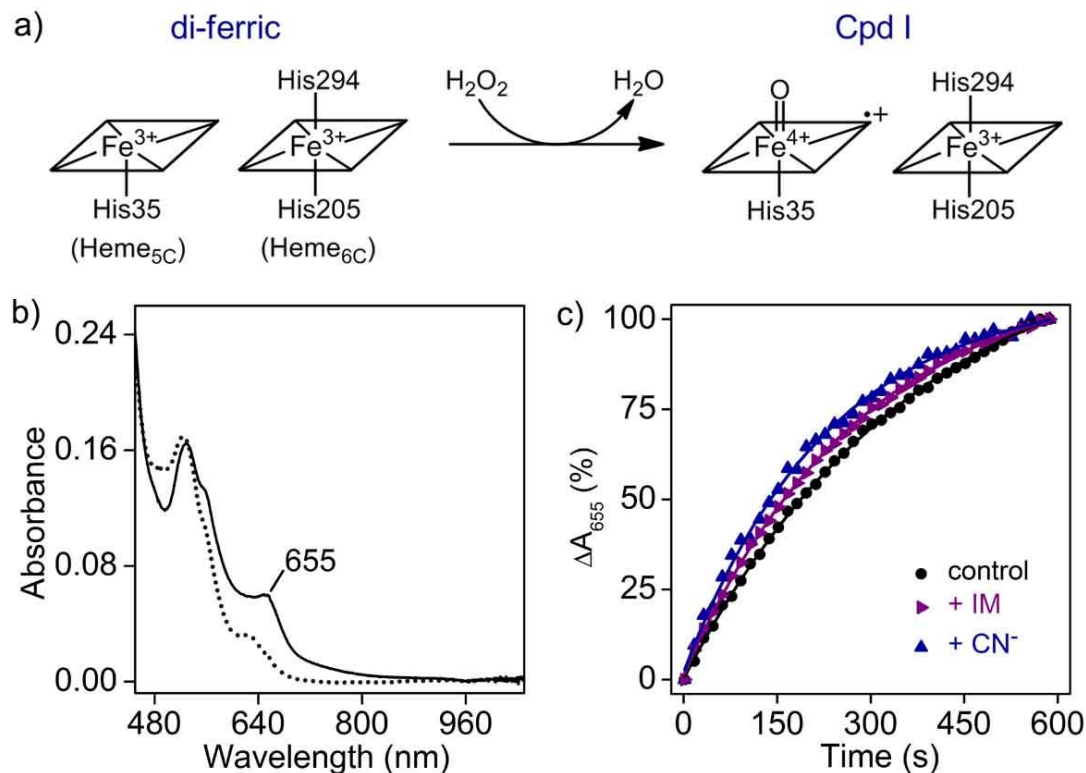 a)
di-ferric
Cpd I
His294
Fe3+
Fe3+
His35
His205
(Heme5C)
(Heme6C)
H2O2
H2O
O
•+
His294
Fe4+
Fe3+
His35
His205
b)
0.24
0.16
0.08
0.00
Absorbance
655
480
640
800
960
Wavelength (nm)
c)
100
75
50
25
0
ΔA655 (%)
control
+ IM
+ CN-
0
150
300
450
600
Time (s)